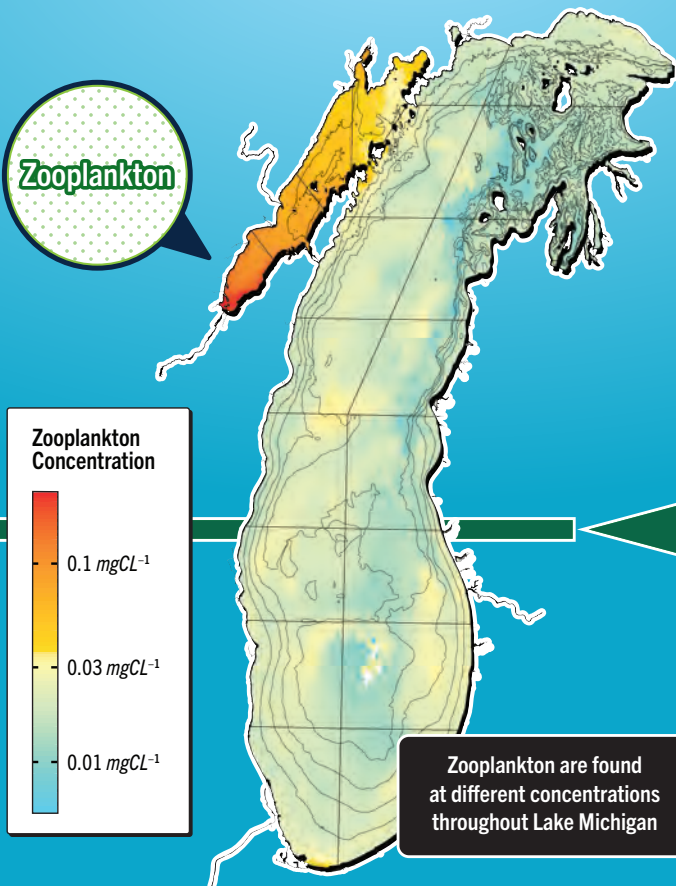 Zooplankton
Zooplankton
Concentration
0.1 mgCL⁻¹
0.03 mgCL⁻¹
0.01 mgCL⁻¹
Zooplankton are found
at different concentrations
throughout Lake Michigan